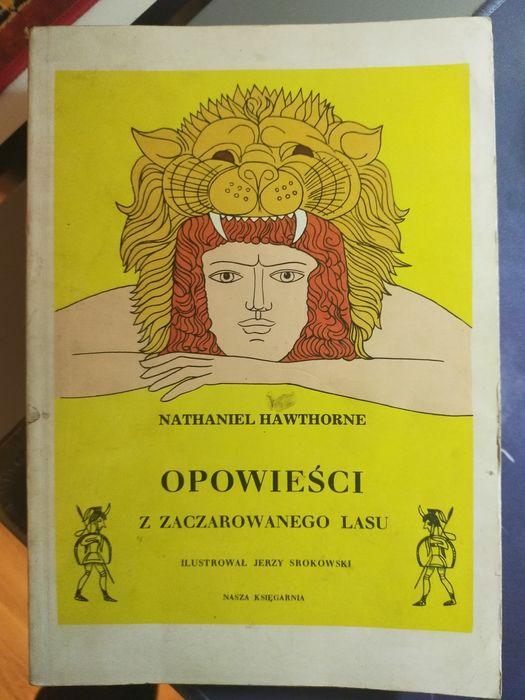 NATHANIEL HAWTHORNE
OPOWIEŚCI
Z ZACZAROWANEGO LASU
ILUSTROWAŁ JERZY SROKOWSKI
NASZA KSIĘGARNIA